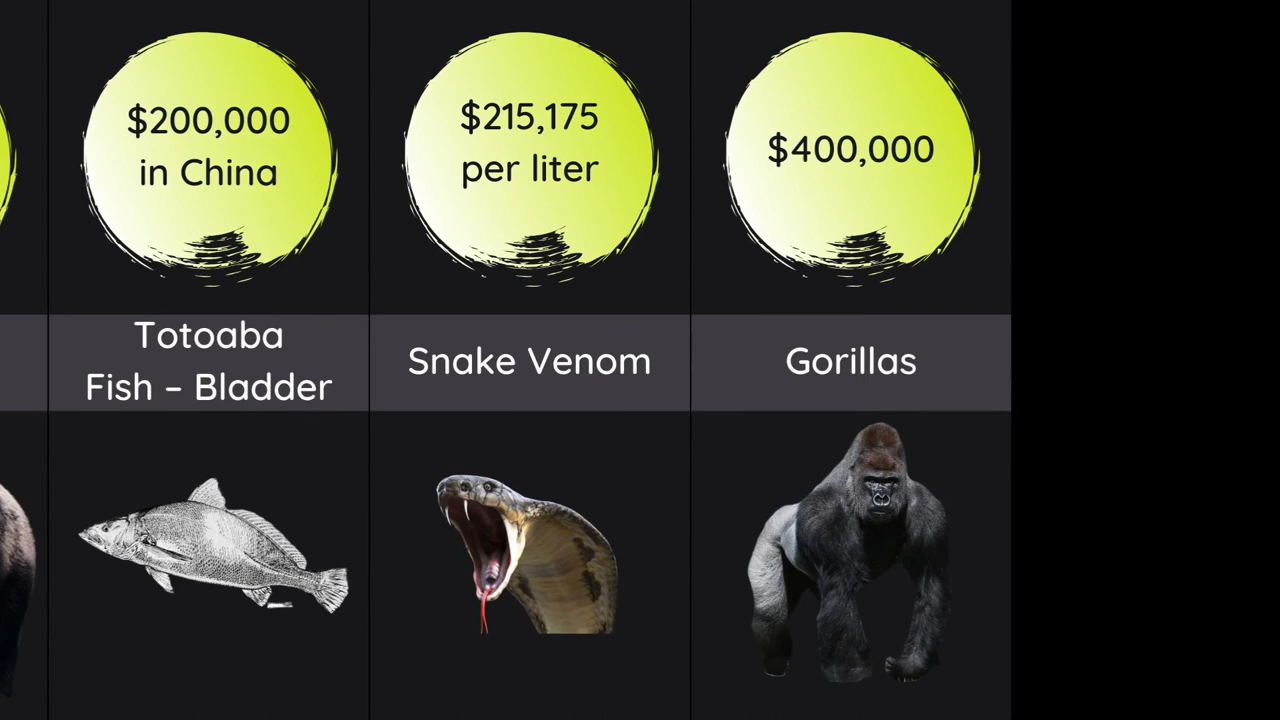 $200,000
in China
Totoaba
Fish – Bladder
$215,175
per liter
Snake Venom
$400,000
Gorillas